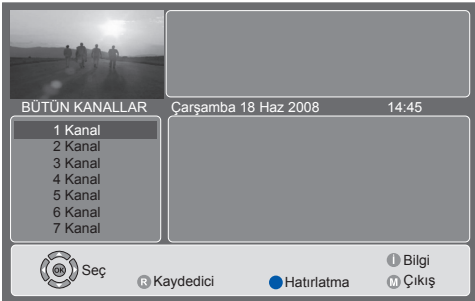 BÜTÜN KANALLAR Çarşamba 18 Haz 2008 14:45
1 Kanal
2 Kanal
3 Kanal
4 Kanal
5 Kanal
6 Kanal
7 Kanal
OK Seç
i Bilgi
R Kaydedici Hatırlatma M Çıkış